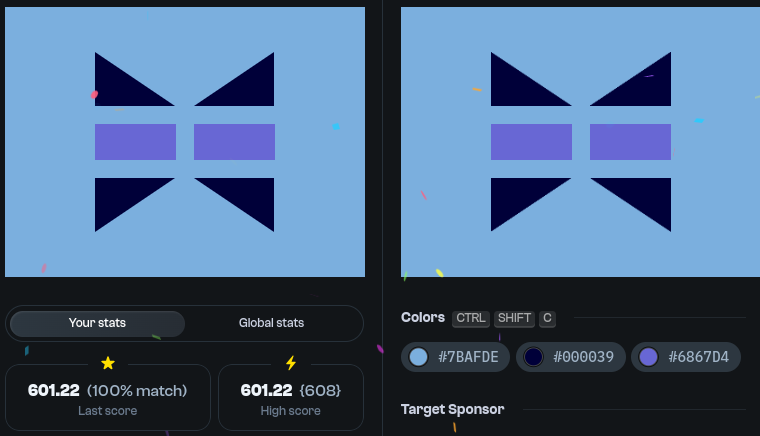 Your stats
Global stats
601.22 (100% match)
Last score
601.22 {608}
High score
Colors CTRL SHIFT C
#7BAFDE
#000039
#6867D4
Target Sponsor